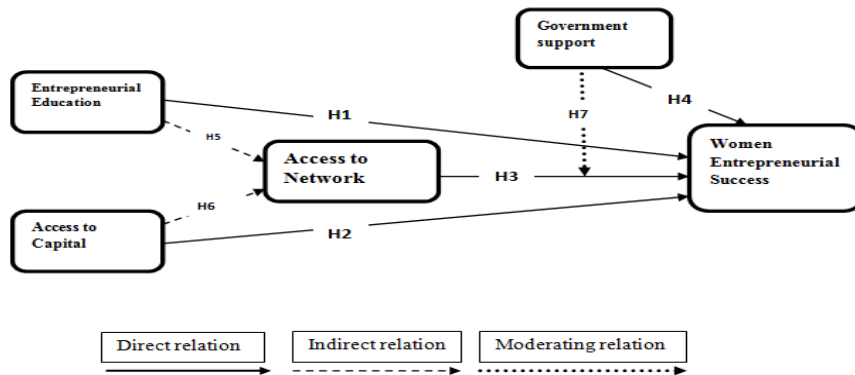 Government
support
Entrepreneurial
Education
H1
H4
H7
H5
Access to
Network
H3
Women
Entrepreneurial
Success
H6
Access to
Capital
H2
Direct relation
Indirect relation
Moderating relation